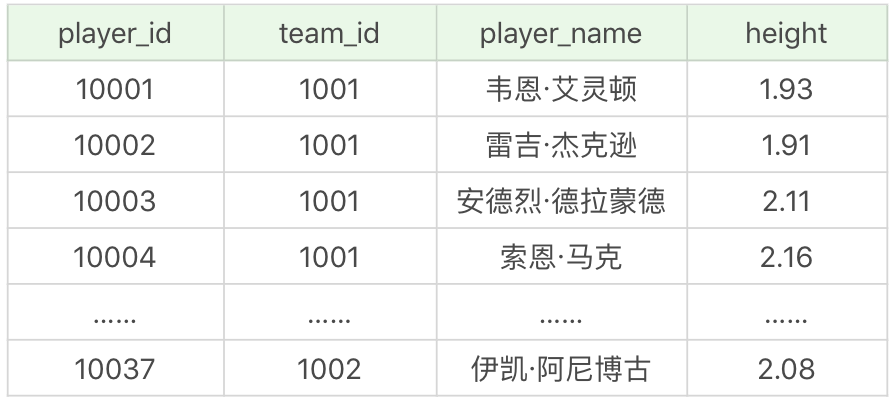 player_id team_id player_name height
10001 1001 韦恩·艾灵顿 1.93
10002 1001 雷吉·杰克逊 1.91
10003 1001 安德烈·德拉蒙德 2.11
10004 1001 索恩·马克 2.16
…… …… …… ……
10037 1002 伊凯·阿尼博古 2.08